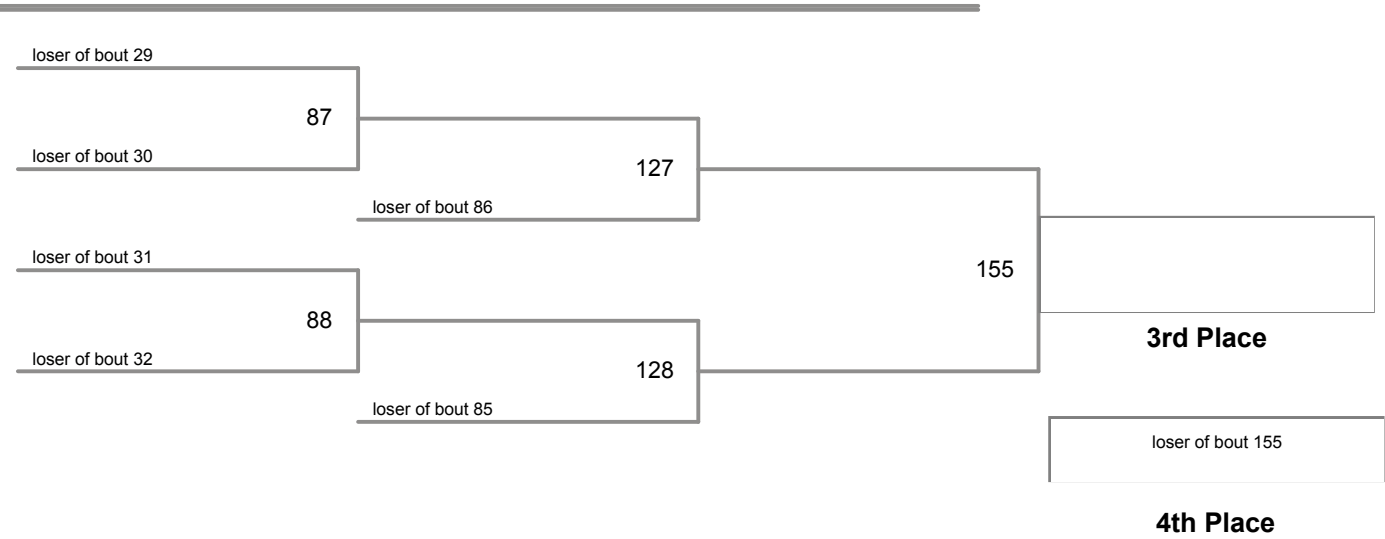 loser of bout 29
87
loser of bout 30
127
loser of bout 86
loser of bout 31
155
88
3rd Place
loser of bout 32
128
loser of bout 85
loser of bout 155
4th Place